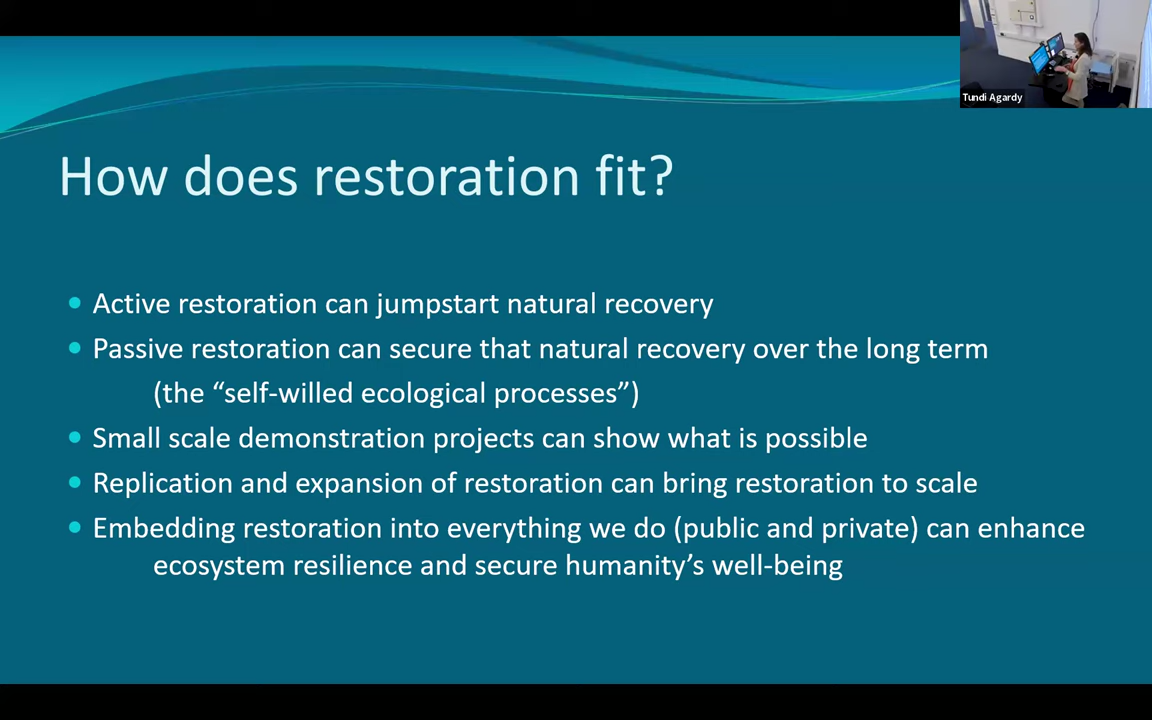 Tundi Agardy
How does restoration fit?
Active restoration can jumpstart natural recovery
Passive restoration can secure that natural recovery over the long term
(the “self-willed ecological processes”)
Small scale demonstration projects can show what is possible
Replication and expansion of restoration can bring restoration to scale
Embedding restoration into everything we do (public and private) can enhance
ecosystem resilience and secure humanity’s well-being